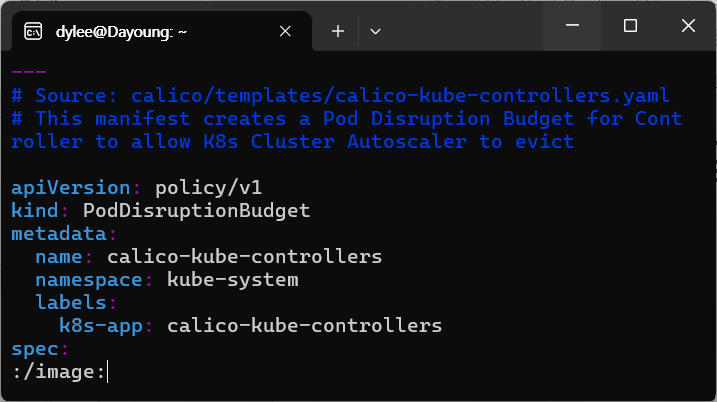 dylee@Dayoung: ~
---
# Source: calico/templates/calico-kube-controllers.yaml
# This manifest creates a Pod Disruption Budget for Cont
roller to allow K8s Cluster Autoscaler to evict
apiVersion: policy/v1
kind: PodDisruptionBudget
metadata:
  name: calico-kube-controllers
  namespace: kube-system
  labels:
    k8s-app: calico-kube-controllers
spec:
:/image: